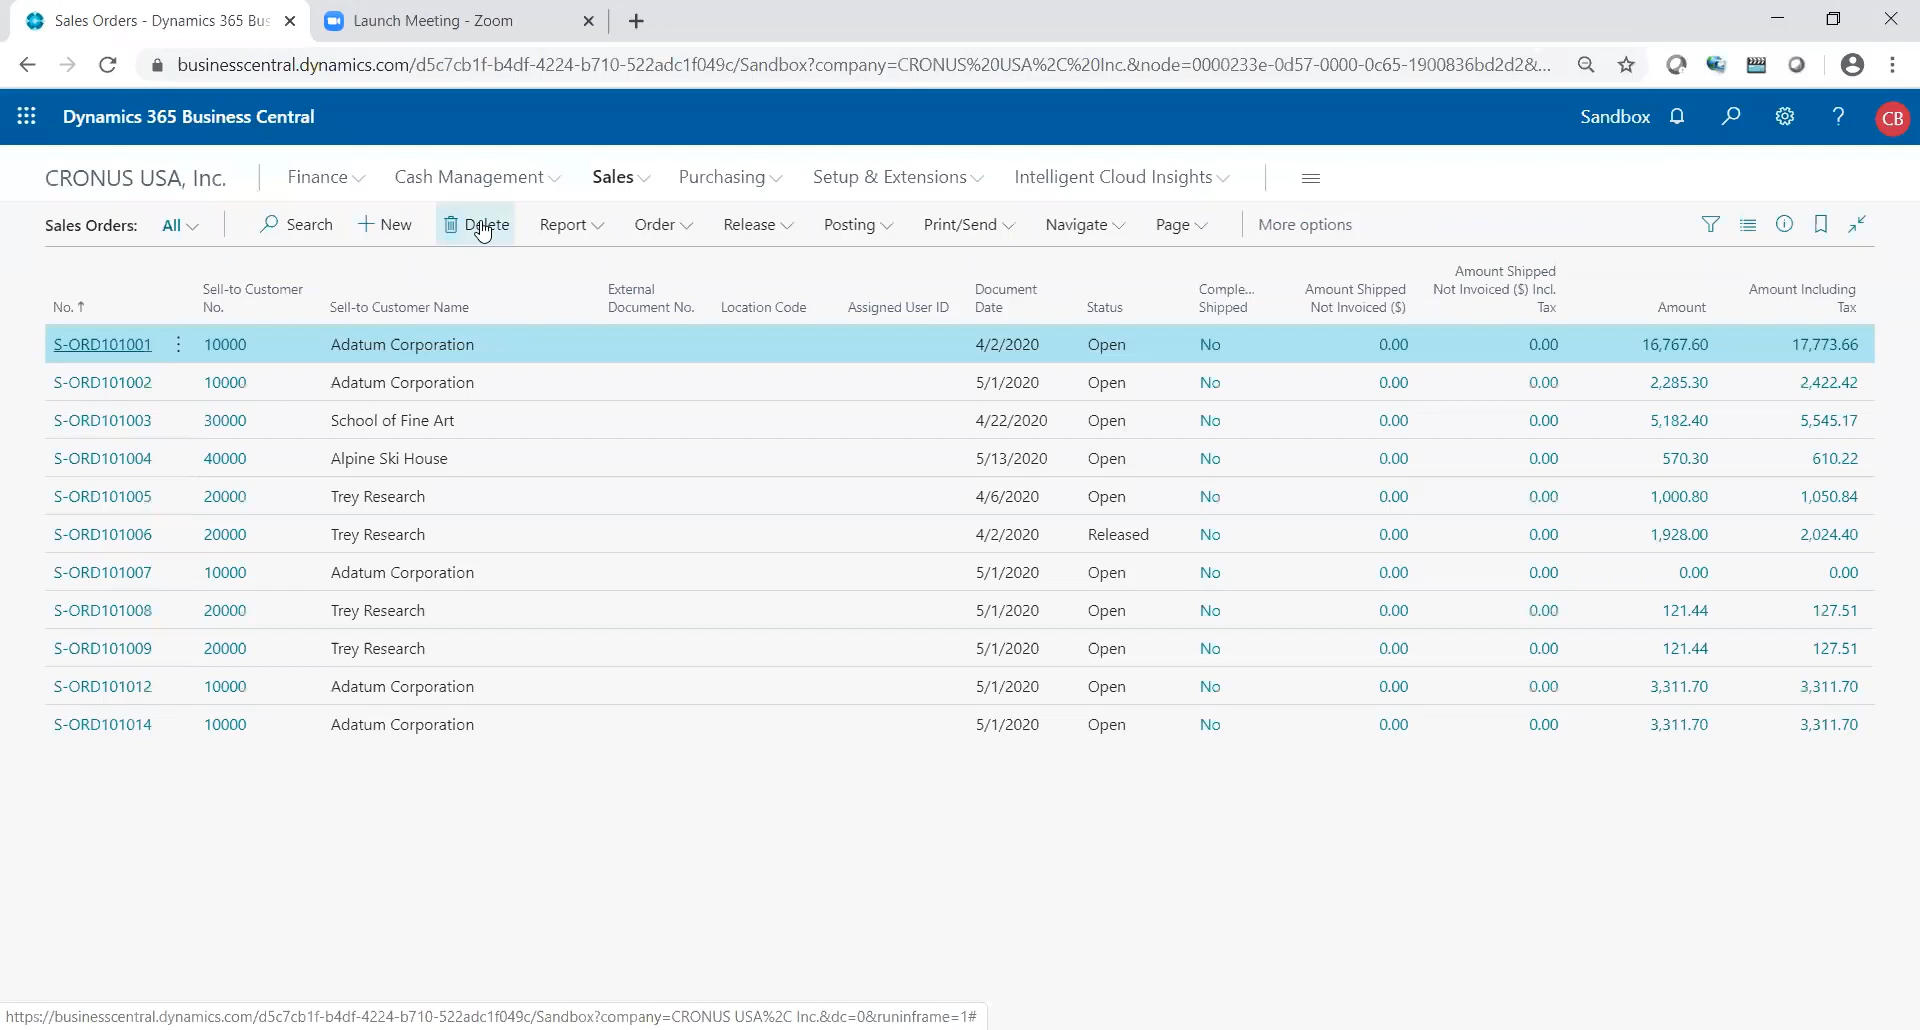 Sales Orders - Dynamics 365 Bus
Launch Meeting - Zoom
businesscentral.dynamics.com/d5c7cb1f-b4df-4224-b710-522adc1f049c/Sandbox?company=CRONUS%20USA%2C%20Inc.&node=0000233e-0d57-0000-0c65-1900836bd2d2&...
Dynamics 365 Business Central Sandbox ? CB
CRONUS USA, Inc. Finance Cash Management Sales Purchasing Setup & Extensions Intelligent Cloud Insights
Sales Orders: All Search + New Delete Report Order Release Posting Print/Send Navigate Page More options
No. ↑ Sell-to Customer No. Sell-to Customer Name External Document No. Location Code Assigned User ID Document Date Status Comple... Shipped Amount Shipped Not Invoiced ($) Amount Shipped Not Invoiced ($) Incl. Tax Amount Amount Including Tax
S-ORD101001 10000 Adatum Corporation 4/2/2020 Open No 0.00 0.00 16,767.60 17,773.66
S-ORD101002 10000 Adatum Corporation 5/1/2020 Open No 0.00 0.00 2,285.30 2,422.42
S-ORD101003 30000 School of Fine Art 4/22/2020 Open No 0.00 0.00 5,182.40 5,545.17
S-ORD101004 40000 Alpine Ski House 5/13/2020 Open No 0.00 0.00 570.30 610.22
S-ORD101005 20000 Trey Research 4/6/2020 Open No 0.00 0.00 1,000.80 1,050.84
S-ORD101006 20000 Trey Research 4/2/2020 Released No 0.00 0.00 1,928.00 2,024.40
S-ORD101007 10000 Adatum Corporation 5/1/2020 Open No 0.00 0.00 0.00 0.00
S-ORD101008 20000 Trey Research 5/1/2020 Open No 0.00 0.00 121.44 127.51
S-ORD101009 20000 Trey Research 5/1/2020 Open No 0.00 0.00 121.44 127.51
S-ORD101012 10000 Adatum Corporation 5/1/2020 Open No 0.00 0.00 3,311.70 3,311.70
S-ORD101014 10000 Adatum Corporation 5/1/2020 Open No 0.00 0.00 3,311.70 3,311.70
https://businesscentral.dynamics.com/d5c7cb1f-b4df-4224-b710-522adc1f049c/Sandbox?company=CRONUS USA%2C Inc.&dc=0&runinframe=1#